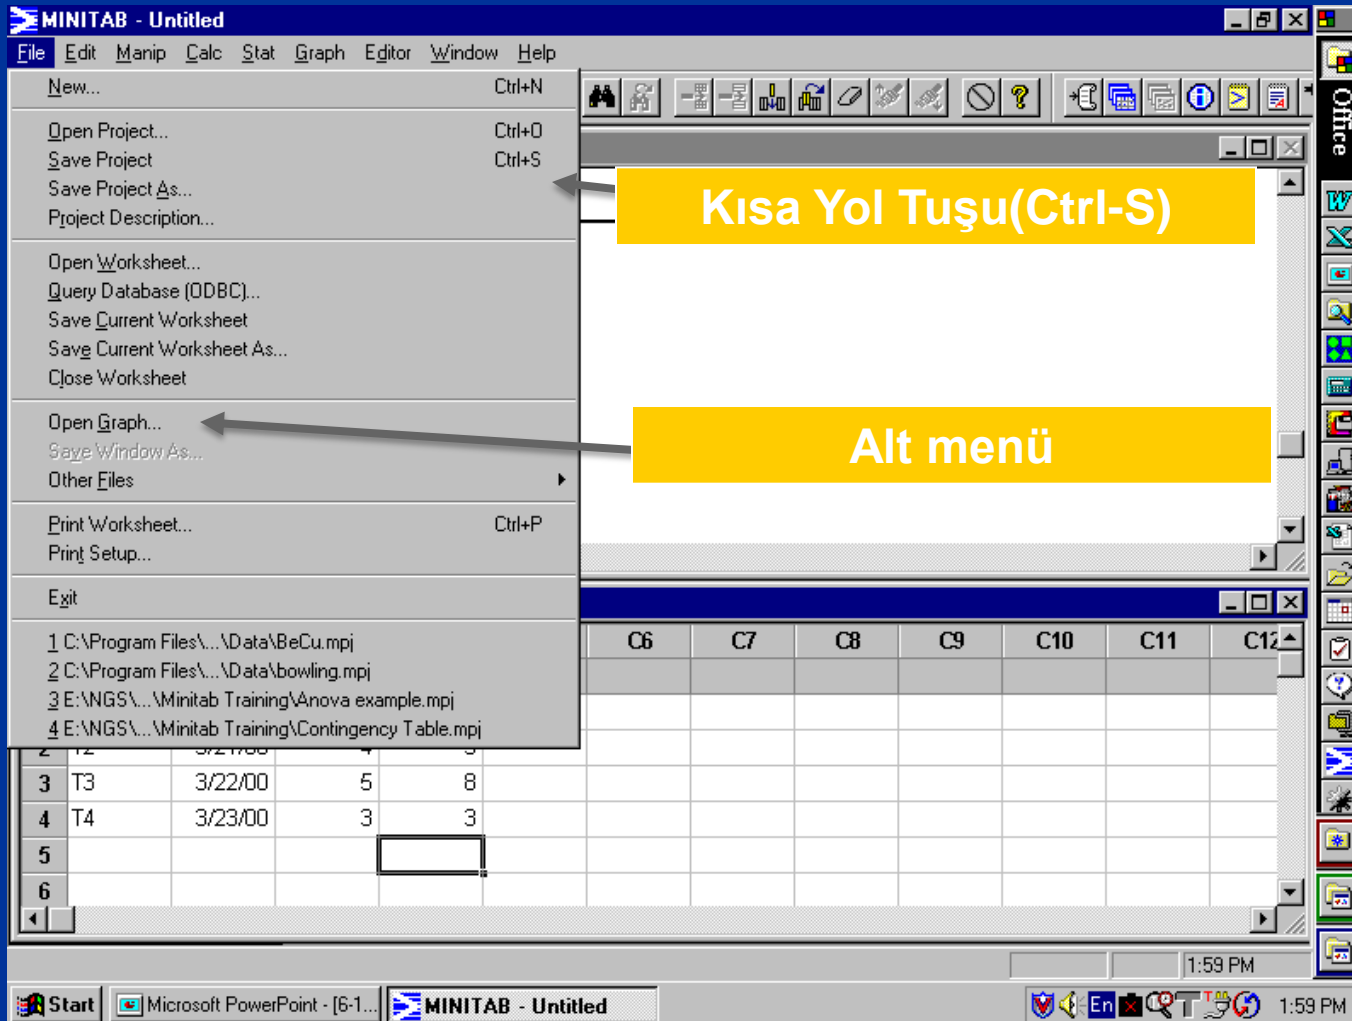 MINITAB - Untitled
File Edit Manip Calc Stat Graph Editor Window Help
New... Ctrl+N
Open Project... Ctrl+O
Save Project Ctrl+S
Save Project As...
Project Description...
Kısa Yol Tuşu(Ctrl-S)
Open Worksheet...
Query Database (ODBC)...
Save Current Worksheet
Save Current Worksheet As...
Close Worksheet
Open Graph...
Save Window As...
Other Files
Alt menü
Print Worksheet... Ctrl+P
Print Setup...
Exit
1 C:\Program Files\...\Data\BeCu.mpj
2 C:\Program Files\...\Data\bowling.mpj
3 E:\NGS\...\Minitab Training\Anova example.mpj
4 E:\NGS\...\Minitab Training\Contingency Table.mpj
C6 C7 C8 C9 C10 C11 C12
3 T3 3/22/00 5 8
4 T4 3/23/00 3 3
5
6
Office
1:59 PM
Start Microsoft PowerPoint - [6-1... MINITAB - Untitled En 1:59 PM